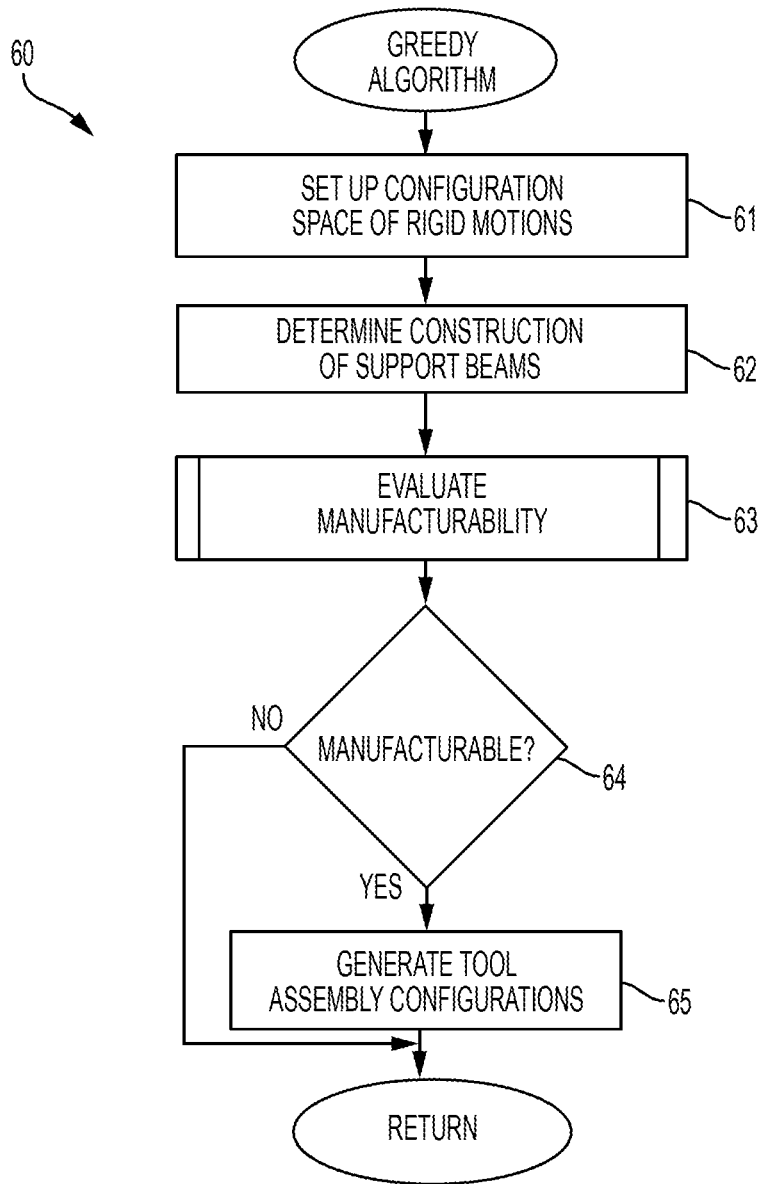 60
GREEDY
ALGORITHM
SET UP CONFIGURATION
SPACE OF RIGID MOTIONS
61
DETERMINE CONSTRUCTION
OF SUPPORT BEAMS
62
EVALUATE
MANUFACTURABILITY
63
NO
MANUFACTURABLE?
64
YES
GENERATE TOOL
ASSEMBLY CONFIGURATIONS
65
RETURN